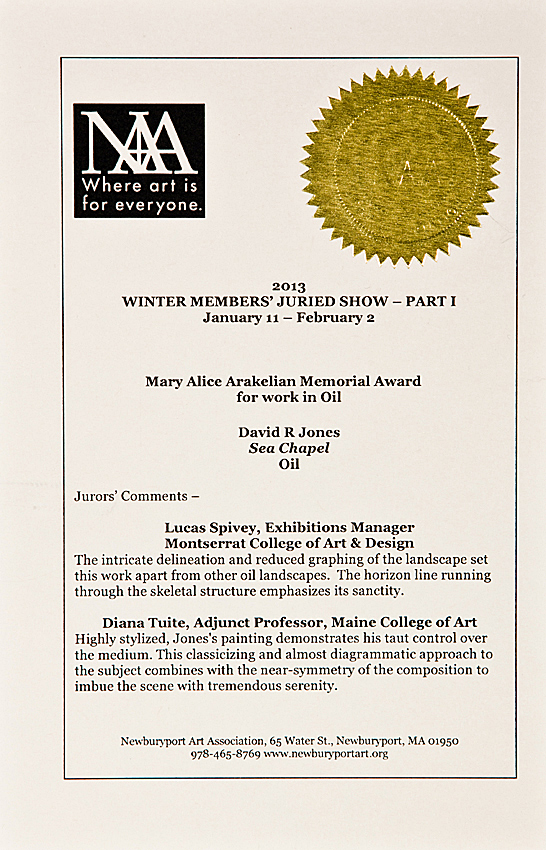 NAA
Where art is
for everyone.
2013
WINTER MEMBERS' JURIED SHOW – PART I
January 11 – February 2
Mary Alice Arakelian Memorial Award
for work in Oil
David R Jones
Sea Chapel
Oil
Jurors' Comments –
Lucas Spivey, Exhibitions Manager
Montserrat College of Art & Design
The intricate delineation and reduced graphing of the landscape set
this work apart from other oil landscapes.  The horizon line running
through the skeletal structure emphasizes its sanctity.
Diana Tuite, Adjunct Professor, Maine College of Art
Highly stylized, Jones's painting demonstrates his taut control over
the medium. This classicizing and almost diagrammatic approach to
the subject combines with the near-symmetry of the composition to
imbue the scene with tremendous serenity.
Newburyport Art Association, 65 Water St., Newburyport, MA 01950
978-465-8769 www.newburyportart.org